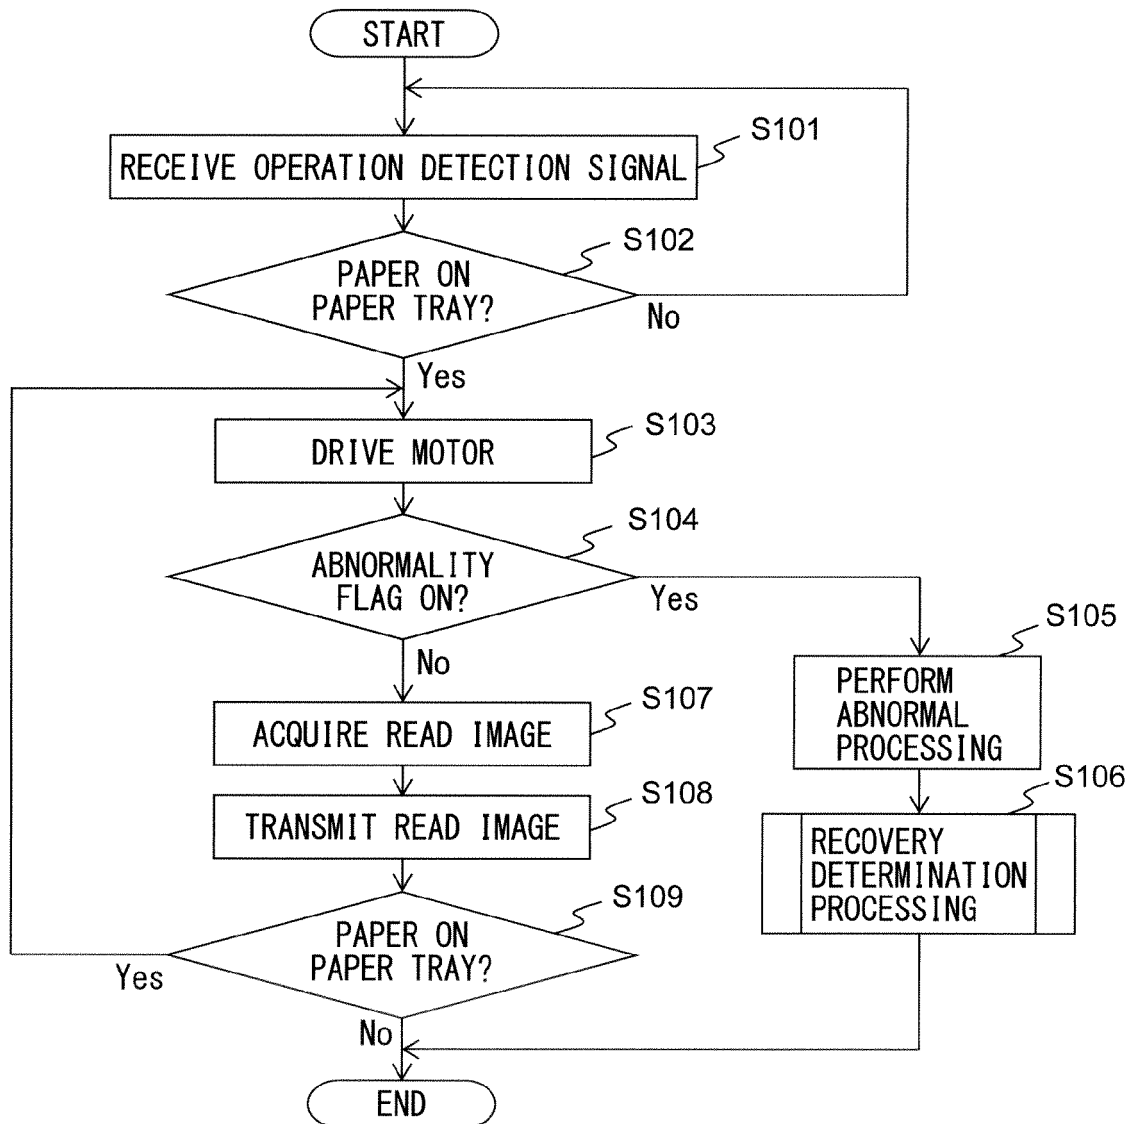 START
S101
RECEIVE OPERATION DETECTION SIGNAL
S102
PAPER ON
PAPER TRAY?
No
Yes
S103
DRIVE MOTOR
S104
ABNORMALITY
FLAG ON?
Yes
No
S105
PERFORM
ABNORMAL
PROCESSING
S107
ACQUIRE READ IMAGE
S106
RECOVERY
DETERMINATION
PROCESSING
S108
TRANSMIT READ IMAGE
S109
PAPER ON
PAPER TRAY?
Yes
No
END